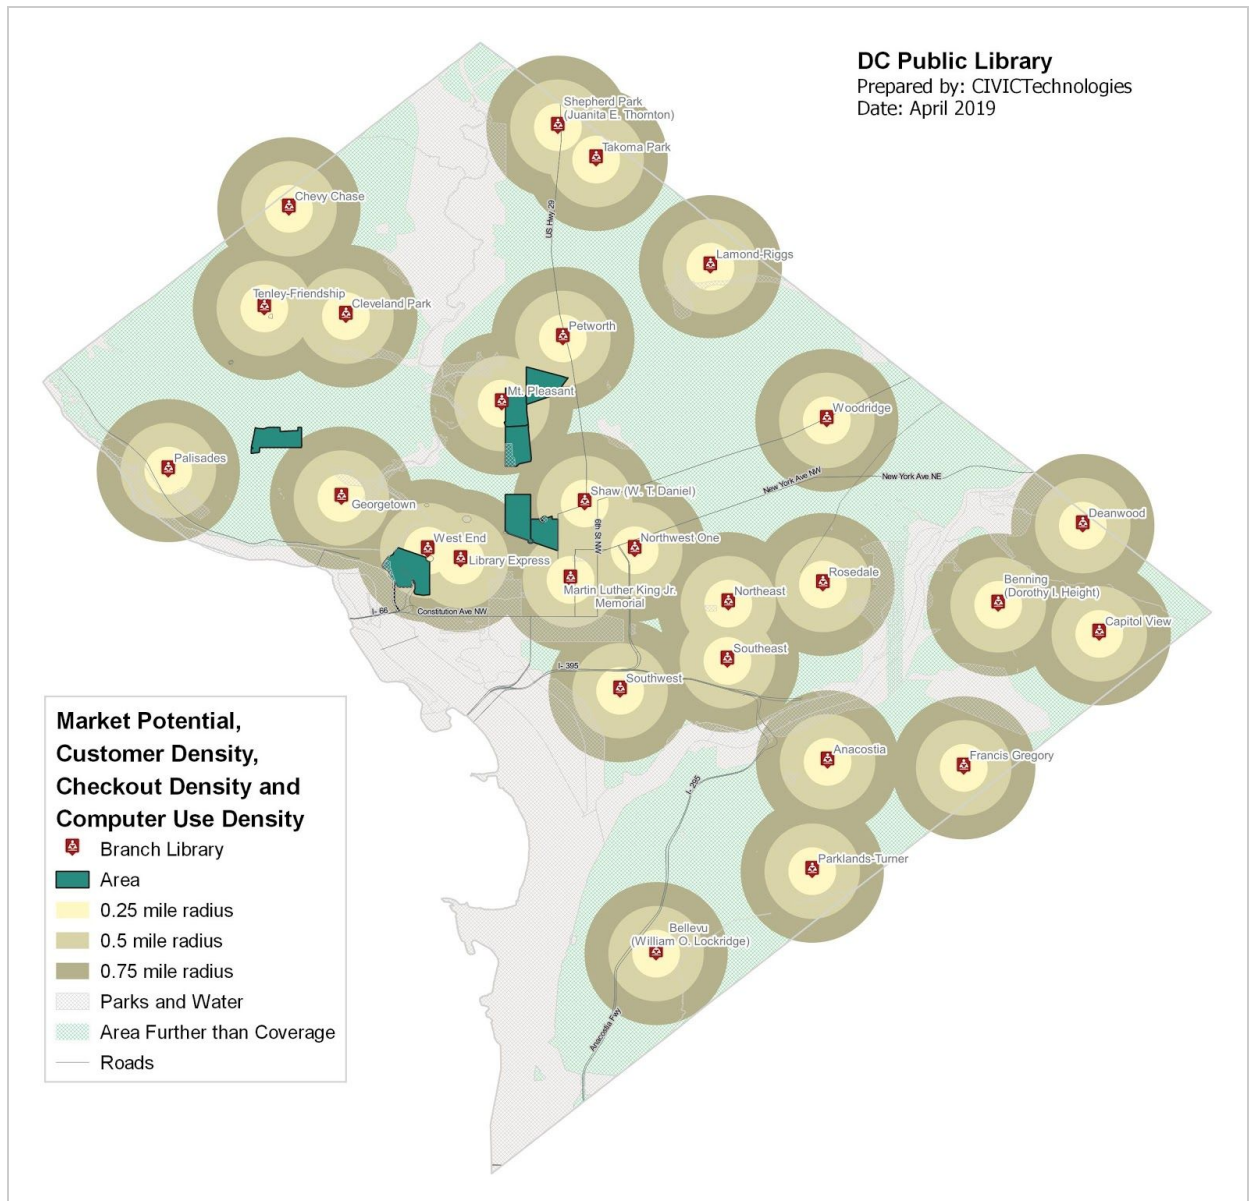 DC Public Library
Prepared by: CIVICTechnologies
Date: April 2019
Shepherd Park
(Juanita E. Thornton)
Takoma Park
Chevy Chase
US Hwy 29
Lamond-Riggs
Tenley-Friendship
Cleveland Park
Petworth
Mt. Pleasant
Woodridge
Palisades
New York Ave NW
New York Ave NE
Georgetown
Shaw (W. T. Daniel)
Deanwood
6th St NW
West End
Northwest One
Library Express
Rosedale
Benning
(Dorothy I. Height)
Martin Luther King Jr.
Memorial
Northeast
I- 66
Constitution Ave NW
Capitol View
Southeast
I- 395
Southwest
Anacostia
Francis Gregory
I- 295
Parklands-Turner
Bellevu
(William O. Lockridge)
Anacostia Fwy
Market Potential,
Customer Density,
Checkout Density and
Computer Use Density
Branch Library
Area
0.25 mile radius
0.5 mile radius
0.75 mile radius
Parks and Water
Area Further than Coverage
Roads